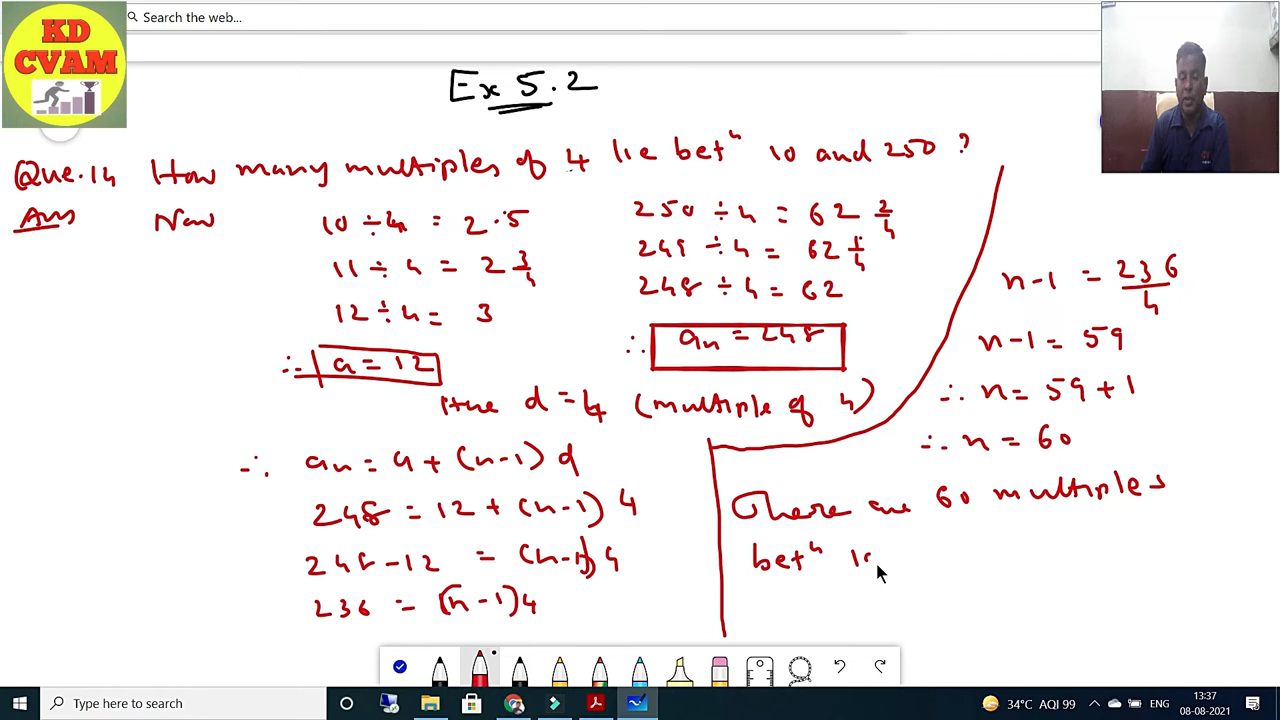 Search the web...
KD
CVAM
Ex 5.2
Que.14 How many multiples of 4 lie betⁿ 10 and 250 ?
Ans Now
10 ÷ 4 = 2.5
11 ÷ 4 = 2 3/4
12 ÷ 4 = 3
∴ a = 12
250 ÷ 4 = 62 2/4
249 ÷ 4 = 62 1/4
248 ÷ 4 = 62
∴ an = 248
Here d = 4 (multiple of 4)
∴ an = a + (n-1) d
248 = 12 + (n-1) 4
248 - 12 = (n-1) 4
236 = (n-1)4
n-1 = 236/4
n-1 = 59
∴ n = 59 + 1
∴ n = 60
There are 60 multiples
betⁿ 10
Type here to search
34°C AQI 99
13:37
08-08-2021